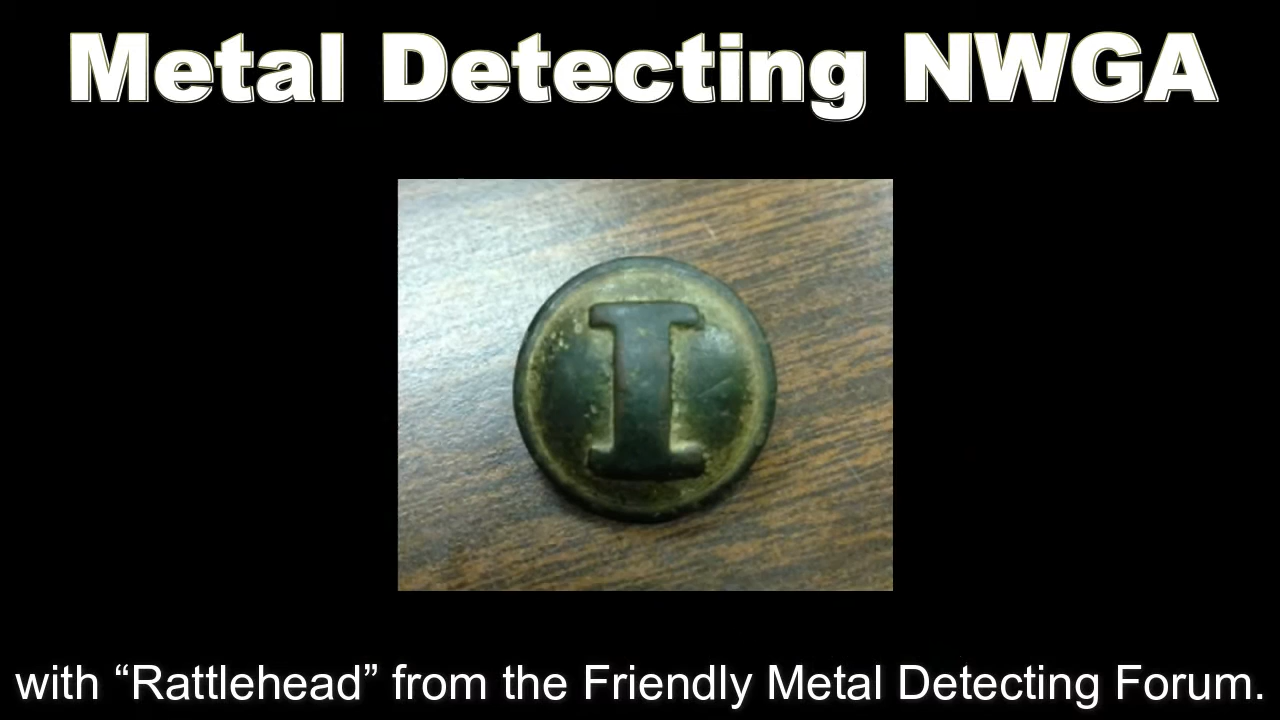 Metal Detecting NWGA
I
with “Rattlehead” from the Friendly Metal Detecting Forum.